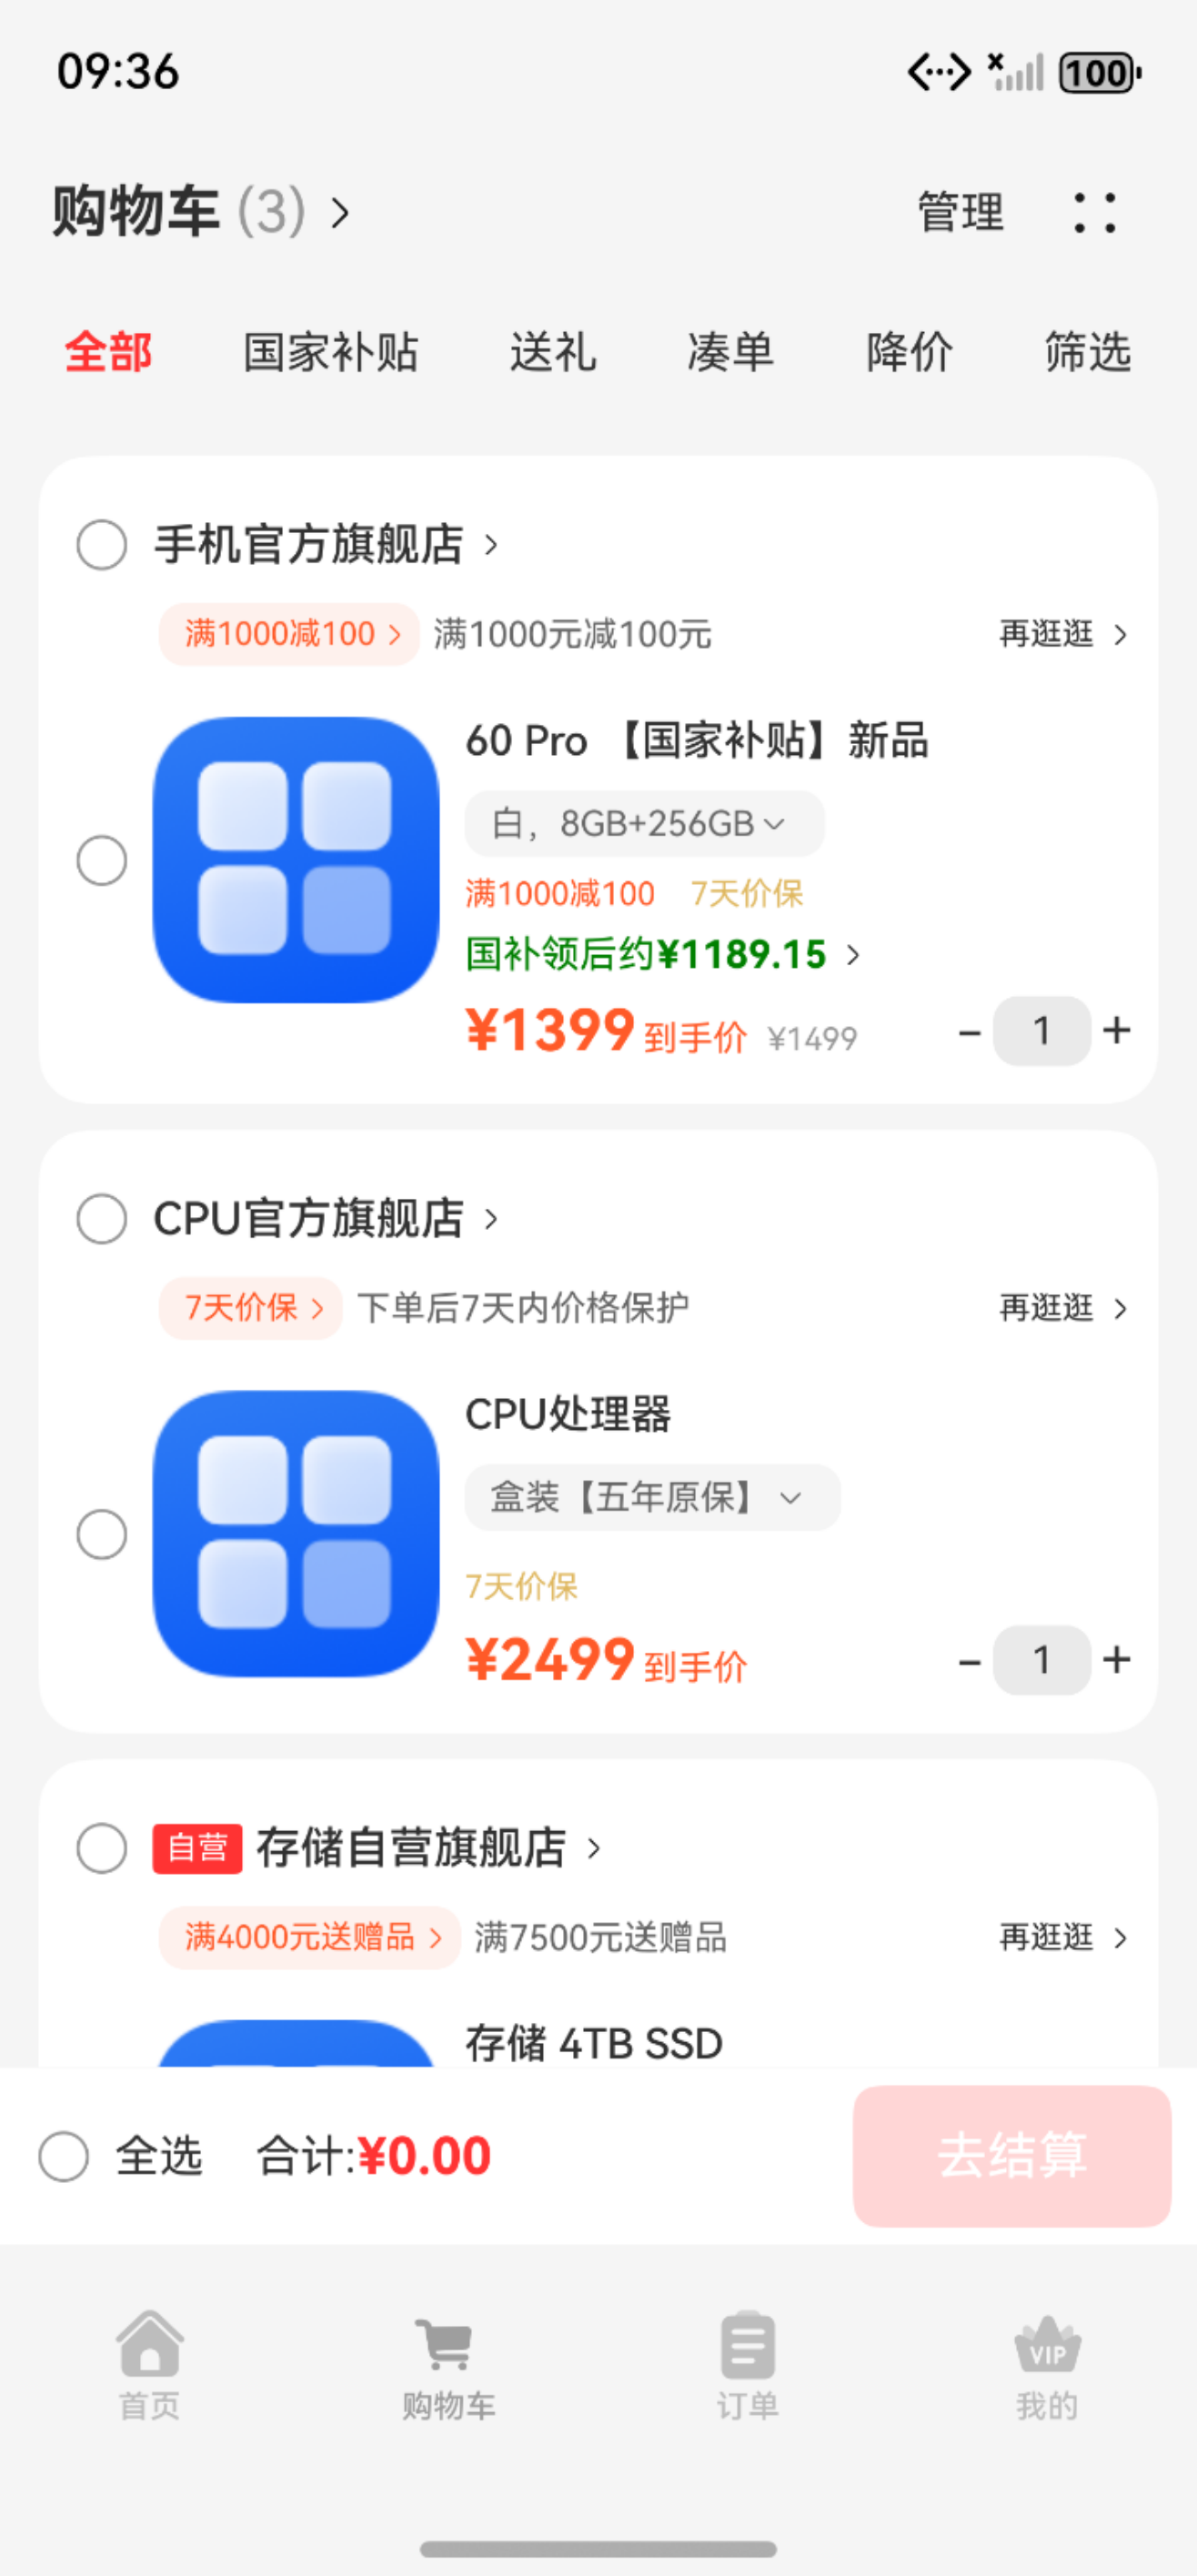 09:36 100
购物车 (3) 管理
全部 国家补贴 送礼 凑单 降价 筛选
手机官方旗舰店
满1000减100 满1000元减100元 再逛逛
60 Pro 【国家补贴】新品
白，8GB+256GB
满1000减100 7天价保
国补领后约¥1189.15
¥1399 到手价 ¥1499 − 1 +
CPU官方旗舰店
7天价保 下单后7天内价格保护 再逛逛
CPU处理器
盒装【五年原保】
7天价保
¥2499 到手价 − 1 +
自营 存储自营旗舰店
满4000元送赠品 满7500元送赠品 再逛逛
存储 4TB SSD
全选 合计:¥0.00 去结算
VIP
首页 购物车 订单 我的